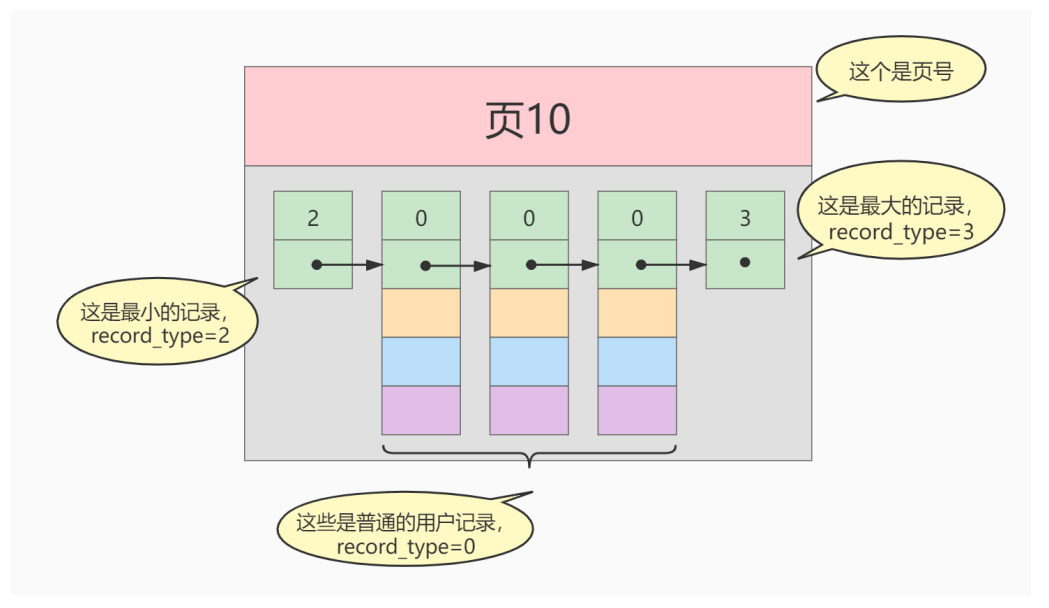 这个是页号
页10
这是最大的记录，
record_type=3
2 0 0 0 3
这是最小的记录，
record_type=2
这些是普通的用户记录，
record_type=0